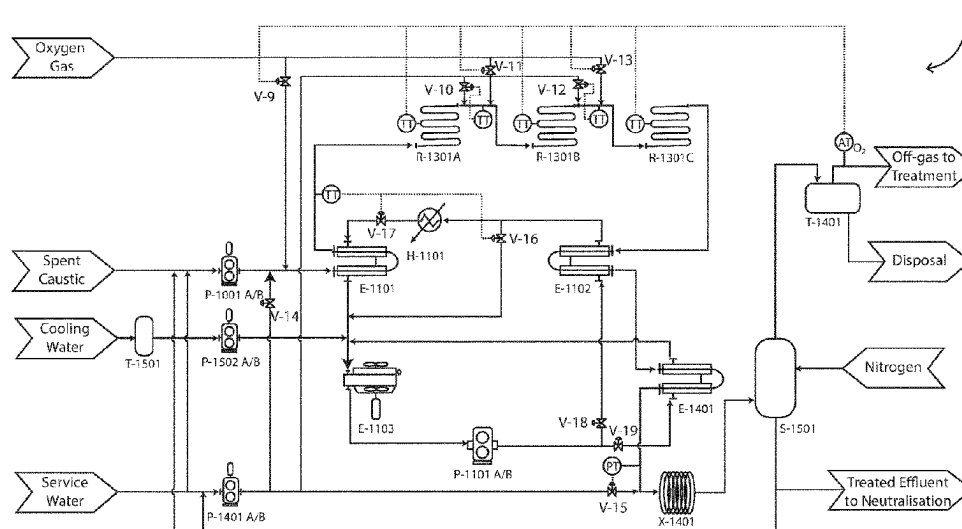 Oxygen
Gas
V-9
V-10
V-11
V-12
V-13
TT
TT
TT
TT
TT
R-1301A
R-1301B
R-1301C
AT
O2
Off-gas to
Treatment
T-1401
Disposal
TT
V-17
H-1101
V-16
E-1101
E-1102
Spent
Caustic
P-1001 A/B
V-14
Cooling
Water
T-1501
P-1502 A/B
E-1103
E-1401
Nitrogen
S-1501
V-18
V-19
P-1101 A/B
PT
V-15
X-1401
Service
Water
P-1401 A/B
Treated Effluent
to Neutralisation